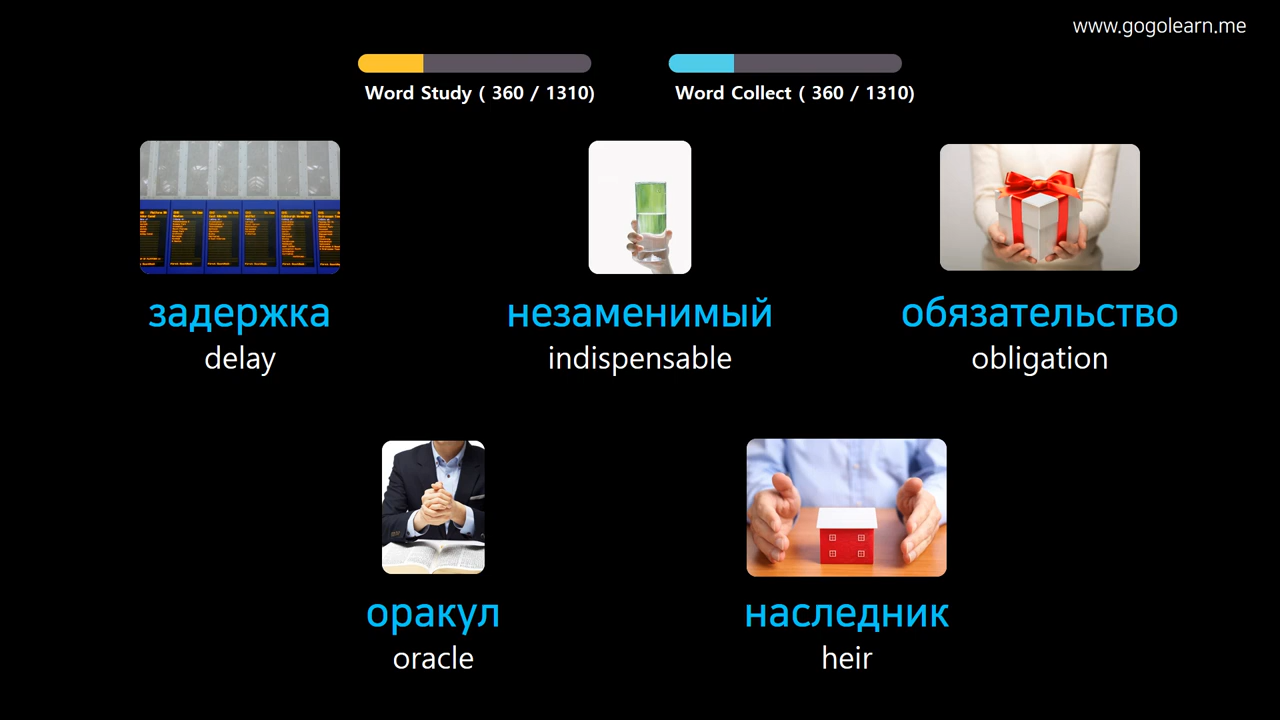 www.gogolearn.me
Word Study ( 360 / 1310)
Word Collect ( 360 / 1310)
задержка
delay
незаменимый
indispensable
обязательство
obligation
оракул
oracle
наследник
heir